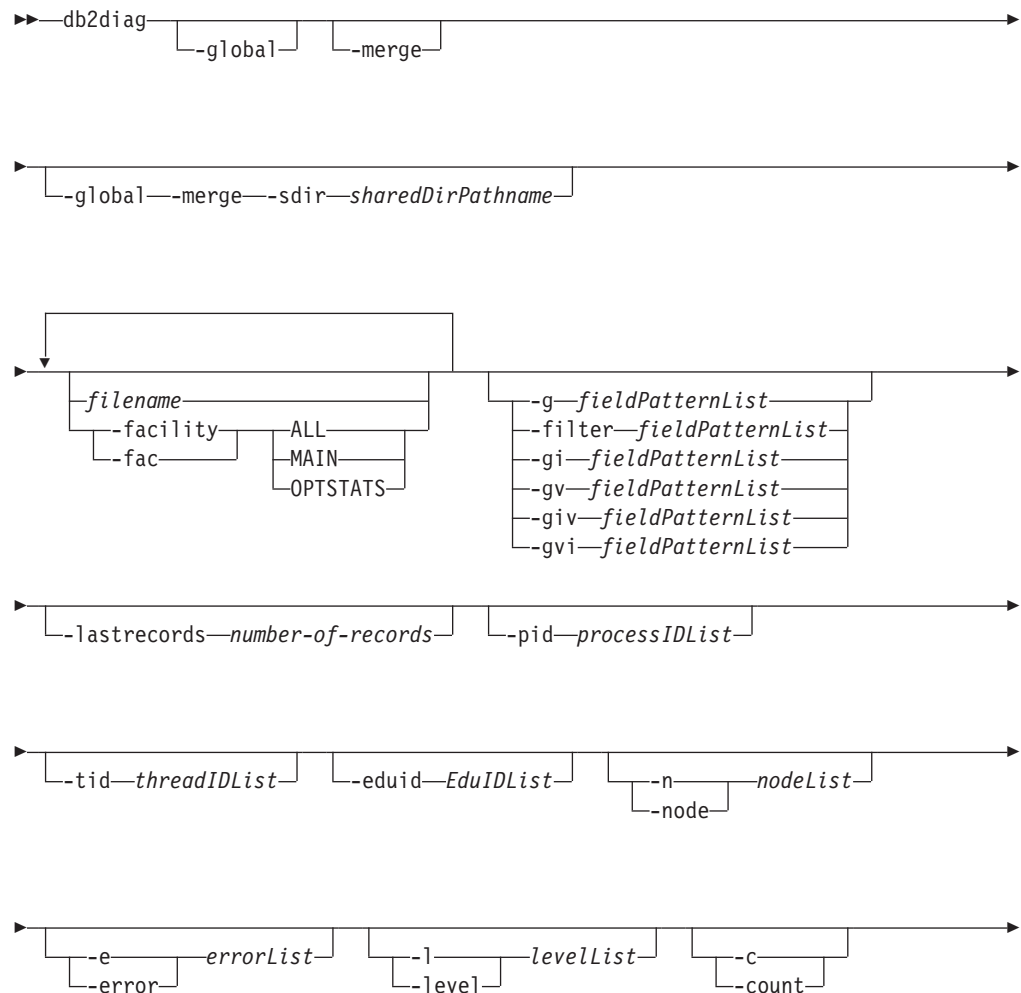 db2diag
-global -merge
-global -merge -sdir sharedDirPathname
filename
-facility
-fac
ALL
MAIN
OPTSTATS
-g fieldPatternList
-filter fieldPatternList
-gi fieldPatternList
-gv fieldPatternList
-giv fieldPatternList
-gvi fieldPatternList
-lastrecords number-of-records -pid processIDList
-tid threadIDList -eduid EduIDList -n nodeList
-node
-e errorList -l levelList -c
-error -level -count